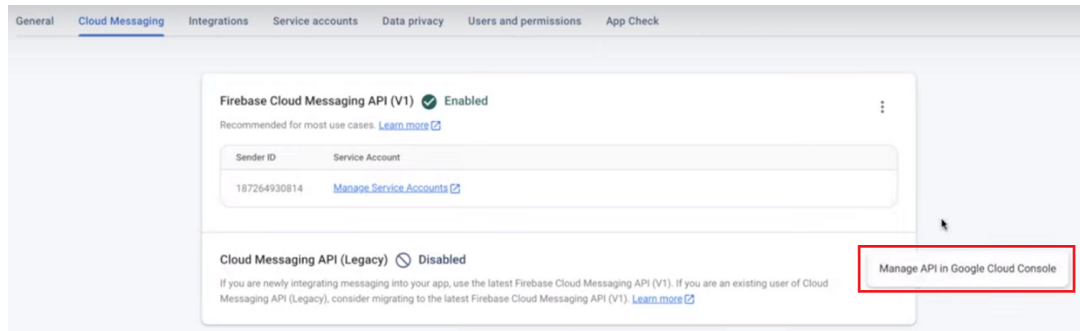 General Cloud Messaging Integrations Service accounts Data privacy Users and permissions App Check
Firebase Cloud Messaging API (V1) Enabled
Recommended for most use cases. Learn more
Sender ID Service Account
187264930814 Manage Service Accounts
Cloud Messaging API (Legacy) Disabled
Manage API in Google Cloud Console
If you are newly integrating messaging into your app, use the latest Firebase Cloud Messaging API (V1). If you are an existing user of Cloud
Messaging API (Legacy), consider migrating to the latest Firebase Cloud Messaging API (V1). Learn more